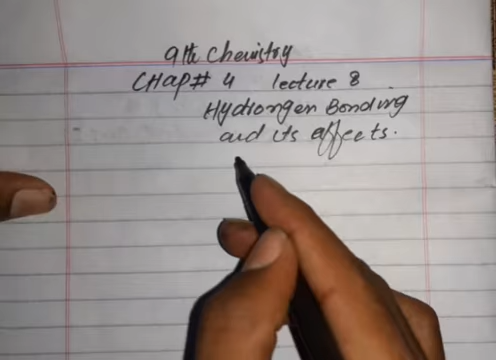 9th Chemistry
CHAP# 4 lecture 8
Hydrongen Bonding
and its affects.